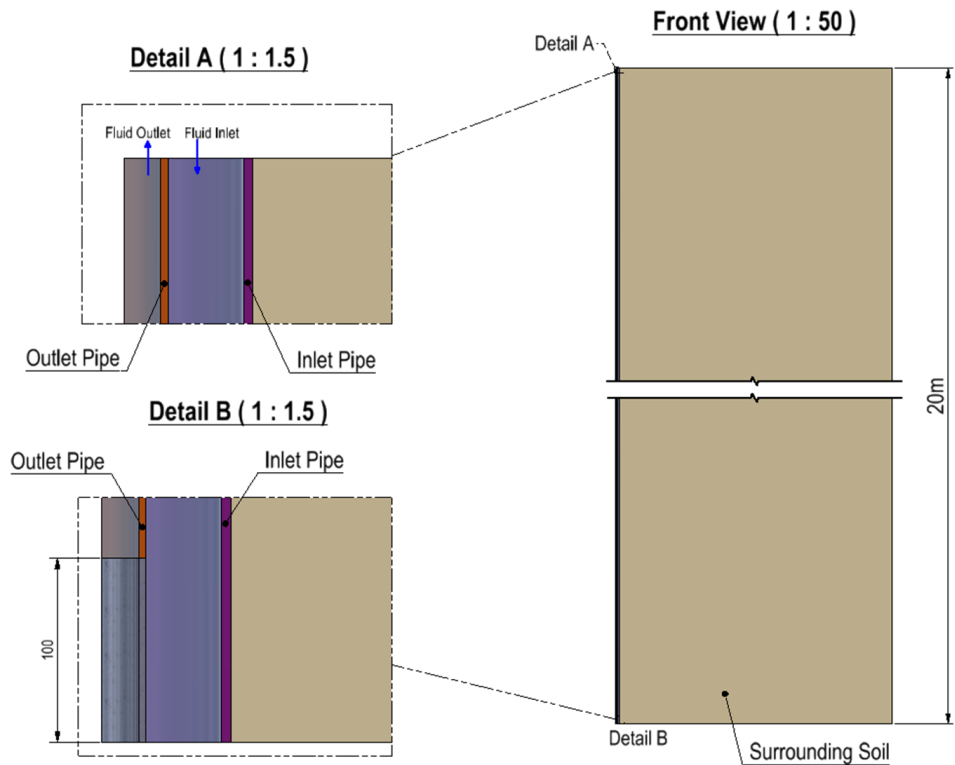 Front View ( 1 : 50 )
Detail A
Detail A ( 1 : 1.5 )
Fluid Outlet
Fluid Inlet
Outlet Pipe
Inlet Pipe
20m
Detail B ( 1 : 1.5 )
Outlet Pipe
Inlet Pipe
100
Detail B
Surrounding Soil